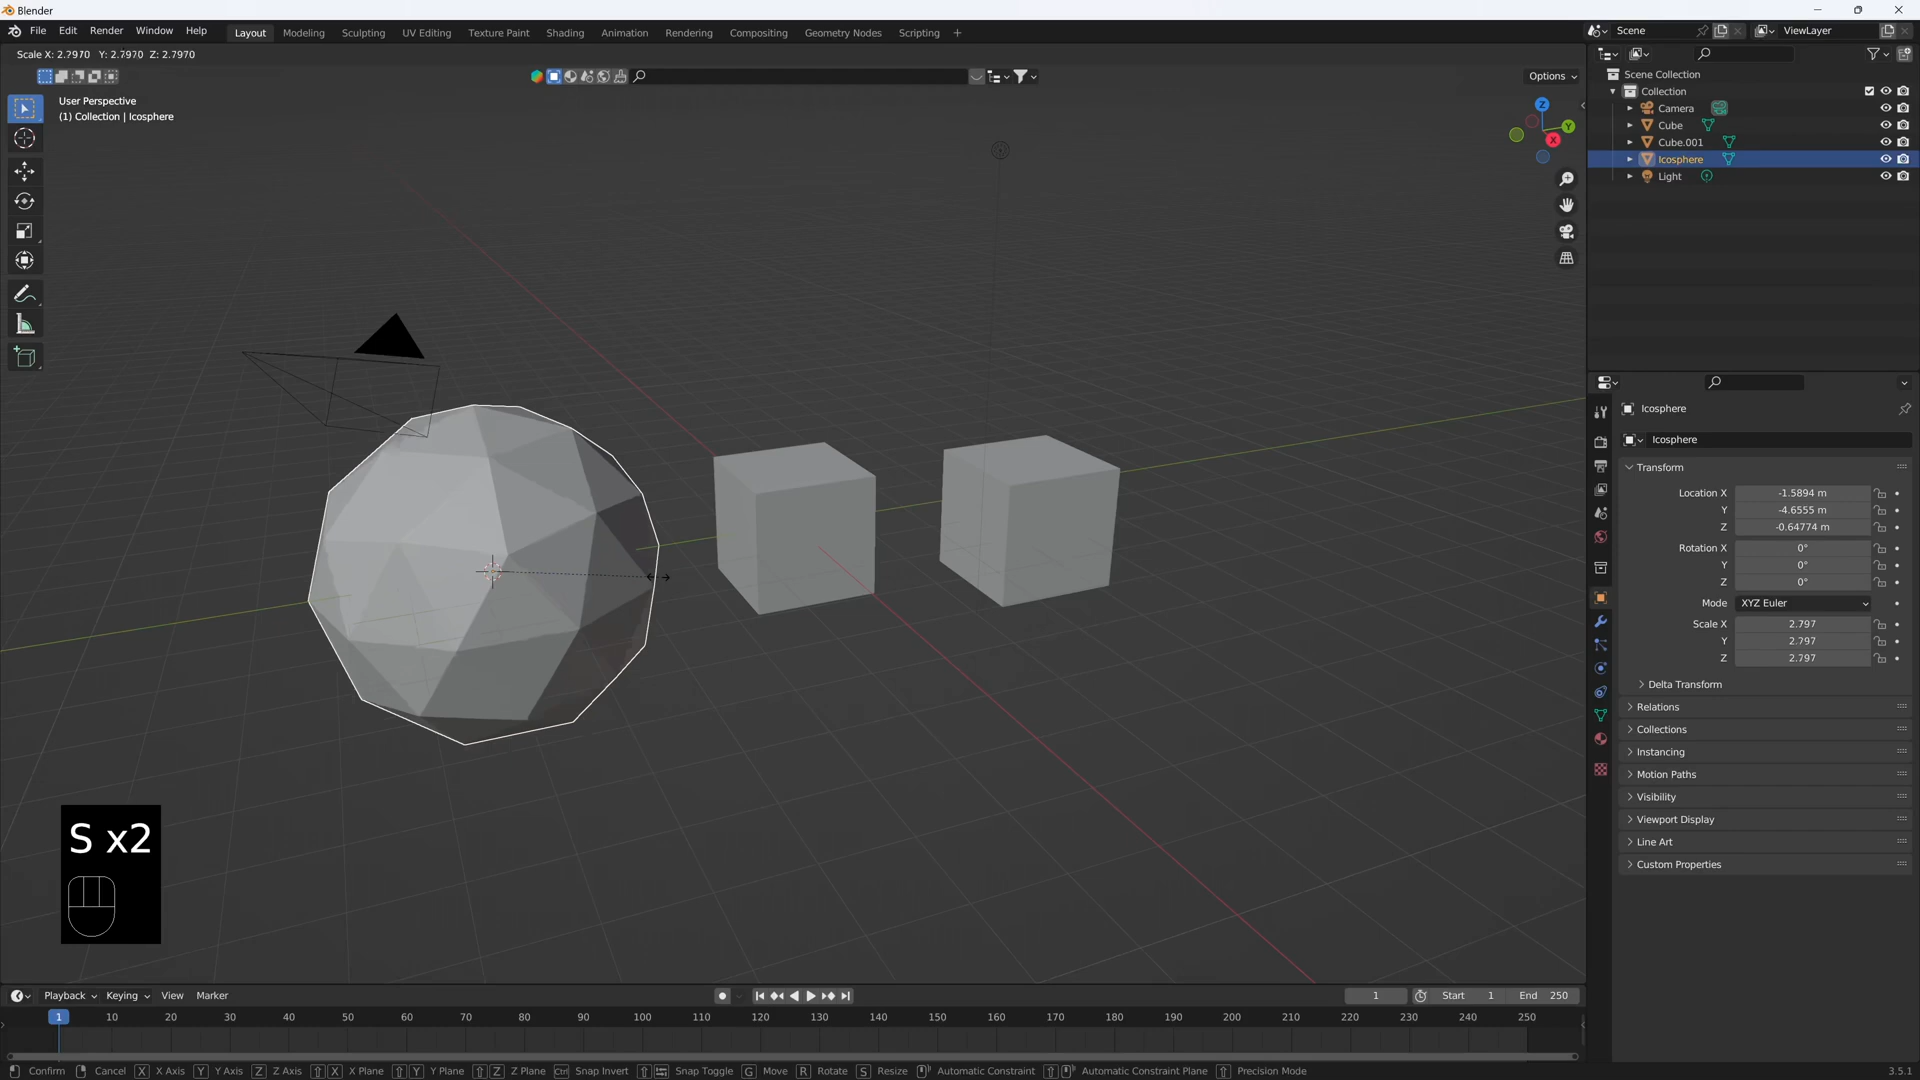 Blender
File Edit Render Window Help
Layout Modeling Sculpting UV Editing Texture Paint Shading Animation Rendering Compositing Geometry Nodes Scripting +
Scene
ViewLayer
Scale X: 2.7970 Y: 2.7970 Z: 2.7970
Options
User Perspective
(1) Collection | Icosphere
Z
Y
X
Scene Collection
Collection
Camera
Cube
Cube.001
Icosphere
Light
Icosphere
Icosphere
Transform
Location X -1.5894 m
Y -4.6555 m
Z -0.64774 m
Rotation X 0°
Y 0°
Z 0°
Mode XYZ Euler
Scale X 2.797
Y 2.797
Z 2.797
Delta Transform
Relations
Collections
Instancing
Motion Paths
Visibility
Viewport Display
Line Art
Custom Properties
S x2
Playback Keying View Marker
1 Start 1 End 250
1 10 20 30 40 50 60 70 80 90 100 110 120 130 140 150 160 170 180 190 200 210 220 230 240 250
Confirm Cancel X X Axis Y Y Axis Z Z Axis X X Plane Y Y Plane Z Z Plane Ctrl Snap Invert Snap Toggle G Move R Rotate S Resize Automatic Constraint Automatic Constraint Plane Precision Mode 3.5.1